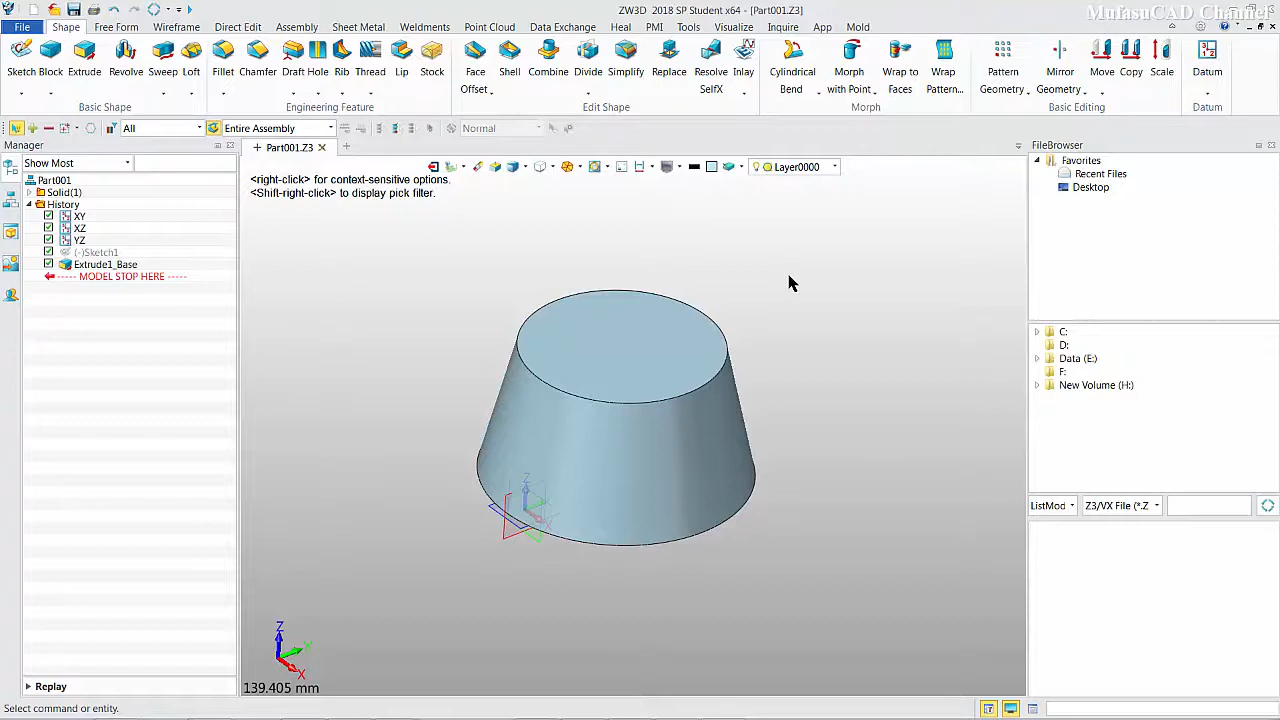 ZW3D 2018 SP Student x64 - [Part001.Z3]
MufasuCAD Channel
File Shape Free Form Wireframe Direct Edit Assembly Sheet Metal Weldments Point Cloud Data Exchange Heal PMI Tools Visualize Inquire App Mold
Sketch Block Extrude Revolve Sweep Loft Fillet Chamfer Draft Hole Rib Thread Lip Stock Face Offset Shell Combine Divide Simplify Replace Resolve SelfX Inlay Cylindrical Bend Morph with Point Wrap to Faces Wrap Pattern... Pattern Geometry Mirror Geometry Move Copy Scale Datum
Basic Shape Engineering Feature Edit Shape Morph Basic Editing Datum
All Entire Assembly Normal
Manager
Part001.Z3
FileBrowser
Show Most
Layer0000
Favorites
Recent Files
Desktop
<right-click> for context-sensitive options.
<Shift-right-click> to display pick filter.
Part001
Solid(1)
History
XY
XZ
YZ
(-)Sketch1
Extrude1_Base
----- MODEL STOP HERE -----
C:
D:
Data (E:)
F:
New Volume (H:)
ListMod Z3/VX File (*.Z
Z
X
Z
Y
X
139.405 mm
Replay
Select command or entity.